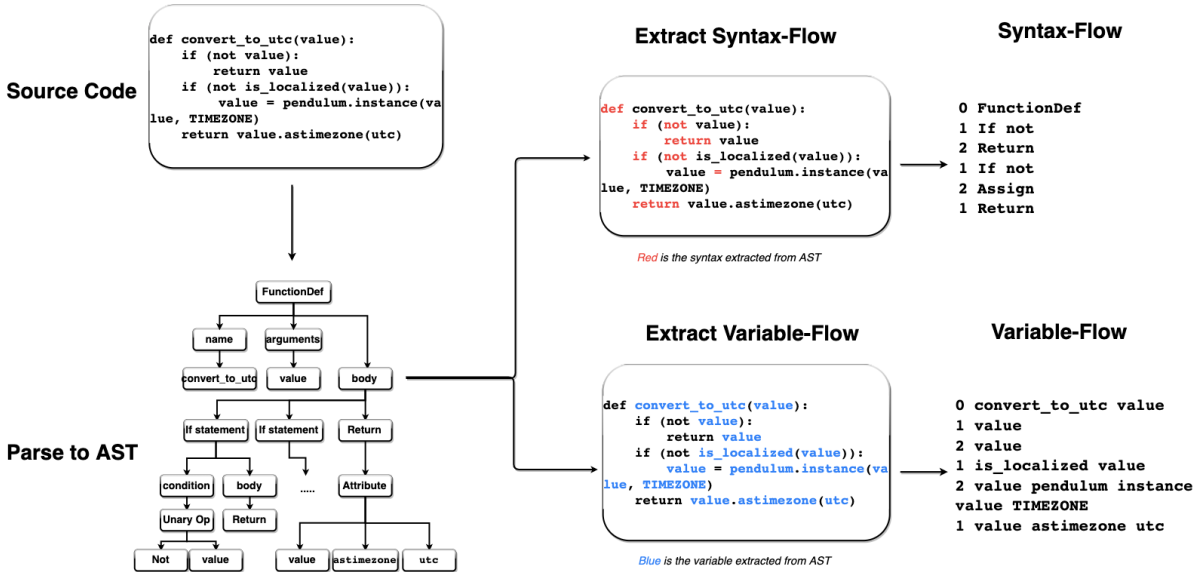 Source Code
def convert_to_utc(value):
if (not value):
return value
if (not is_localized(value)):
value = pendulum.instance(va
lue, TIMEZONE)
return value.astimezone(utc)
Parse to AST
FunctionDef
name
arguments
convert_to_utc
value
body
If statement
If statement
Return
condition
body
.....
Attribute
Unary Op
Return
Not
value
value
astimezone
utc
Extract Syntax-Flow
def convert_to_utc(value):
if (not value):
return value
if (not is_localized(value)):
value = pendulum.instance(va
lue, TIMEZONE)
return value.astimezone(utc)
Red is the syntax extracted from AST
Syntax-Flow
0 FunctionDef
1 If not
2 Return
1 If not
2 Assign
1 Return
Extract Variable-Flow
def convert_to_utc(value):
if (not value):
return value
if (not is_localized(value)):
value = pendulum.instance(va
lue, TIMEZONE)
return value.astimezone(utc)
Blue is the variable extracted from AST
Variable-Flow
0 convert_to_utc value
1 value
2 value
1 is_localized value
2 value pendulum instance
value TIMEZONE
1 value astimezone utc